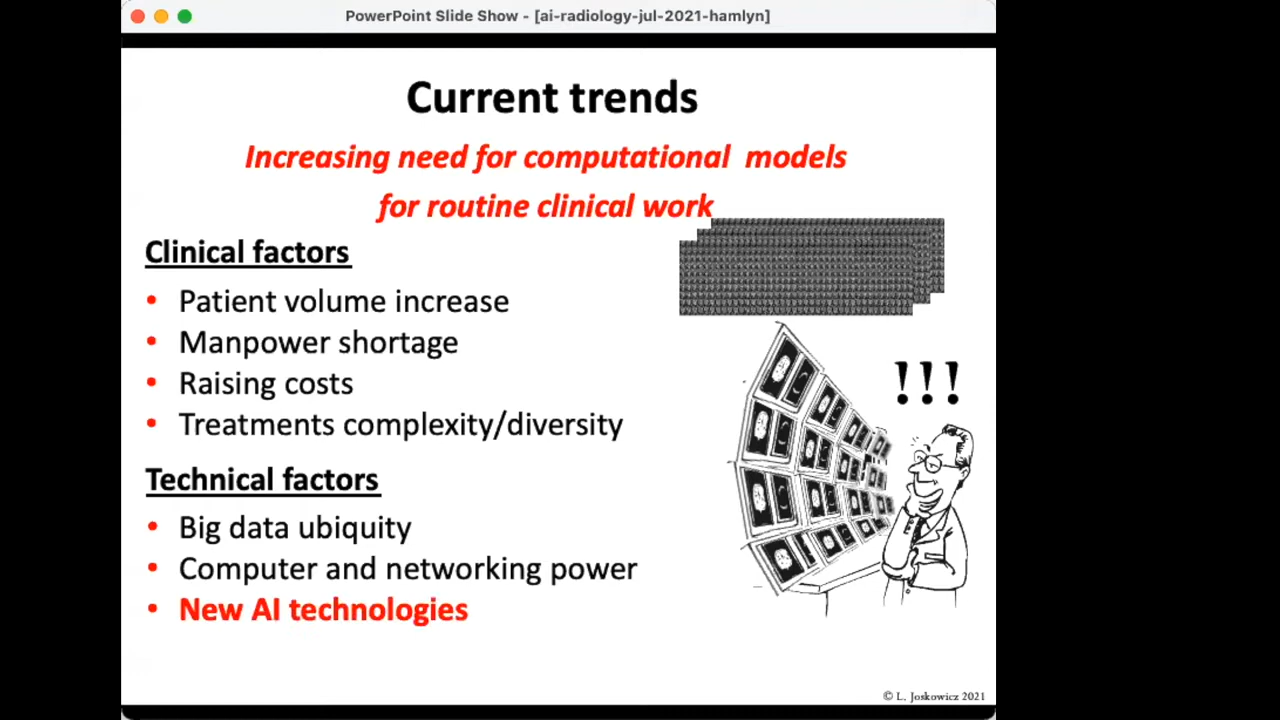 PowerPoint Slide Show - [ai-radiology-jul-2021-hamlyn]
Current trends
Increasing need for computational models
for routine clinical work
Clinical factors
• Patient volume increase
• Manpower shortage
• Raising costs
• Treatments complexity/diversity
Technical factors
• Big data ubiquity
• Computer and networking power
• New AI technologies
!!!
© L. Joskowicz 2021